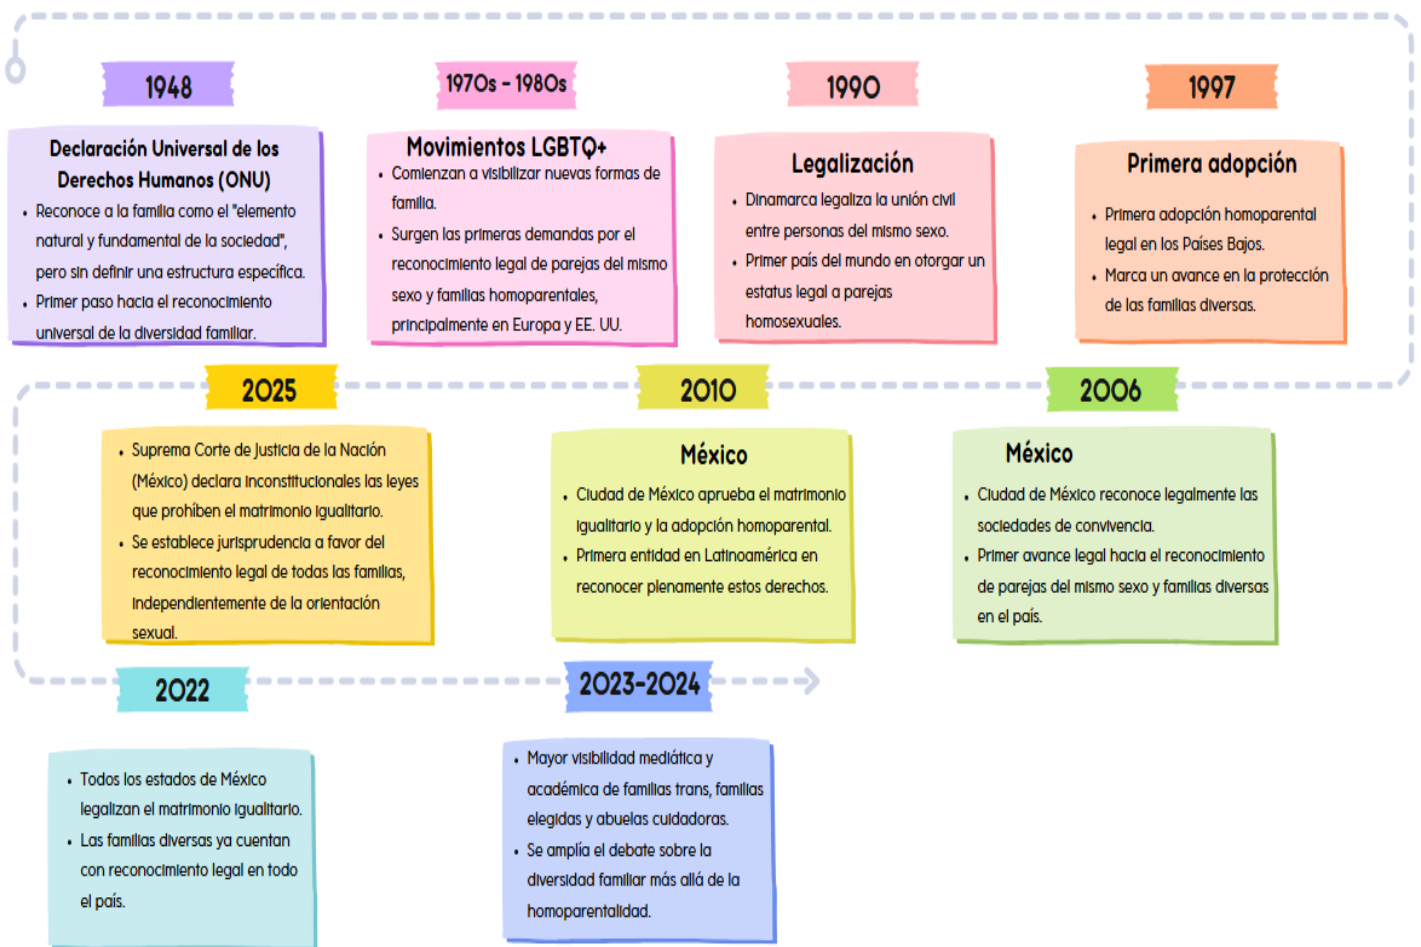 1948
Declaración Universal de los
Derechos Humanos (ONU)
• Reconoce a la familia como el "elemento
natural y fundamental de la sociedad",
pero sin definir una estructura específica.
• Primer paso hacia el reconocimiento
universal de la diversidad familiar.
1970s - 1980s
Movimientos LGBTQ+
• Comienzan a visibilizar nuevas formas de
familia.
• Surgen las primeras demandas por el
reconocimiento legal de parejas del mismo
sexo y familias homoparentales,
principalmente en Europa y EE. UU.
1990
Legalización
• Dinamarca legaliza la unión civil
entre personas del mismo sexo.
• Primer país del mundo en otorgar un
estatus legal a parejas
homosexuales.
1997
Primera adopción
• Primera adopción homoparental
legal en los Países Bajos.
• Marca un avance en la protección
de las familias diversas.
2025
• Suprema Corte de Justicia de la Nación
(México) declara inconstitucionales las leyes
que prohíben el matrimonio igualitario.
• Se establece jurisprudencia a favor del
reconocimiento legal de todas las familias,
independientemente de la orientación
sexual.
2010
México
• Ciudad de México aprueba el matrimonio
igualitario y la adopción homoparental.
• Primera entidad en Latinoamérica en
reconocer plenamente estos derechos.
2006
México
• Ciudad de México reconoce legalmente las
sociedades de convivencia.
• Primer avance legal hacia el reconocimiento
de parejas del mismo sexo y familias diversas
en el país.
2022
• Todos los estados de México
legalizan el matrimonio igualitario.
• Las familias diversas ya cuentan
con reconocimiento legal en todo
el país.
2023-2024
• Mayor visibilidad mediática y
académica de familias trans, familias
elegidas y abuelas cuidadoras.
• Se amplía el debate sobre la
diversidad familiar más allá de la
homoparentalidad.